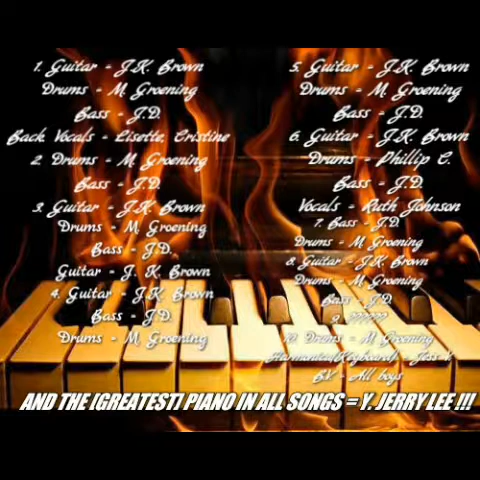 1. Guitar - J.K. Brown
Drums - M. Groening
Bass - J.D.
Back Vocals - Lisette, Cristine
2. Drums - M. Groening
Bass - J.D.
3. Guitar - J.K. Brown
Drums - M. Groening
Bass - J.D.
Guitar - J. K. Brown
4. Guitar - J.K. Brown
Bass - J.D.
Drums - M. Groening
5. Guitar - J.K. Brown
Drums - M. Groening
Bass - J.D.
6. Guitar - J.K. Brown
Drums - Phillip C.
Bass - J.D.
Vocals - Ruth Johnson
7. Bass - J.D.
Drums - M. Groening
8. Guitar - J.K. Brown
Drums - M. Groening
Bass - J.D.
9. ??????
10. Drums - M. Groening
(Keyboard) - Jess-V
BV - All boys
AND THE [GREATEST] PIANO IN ALL SONGS = Y. JERRY LEE !!!